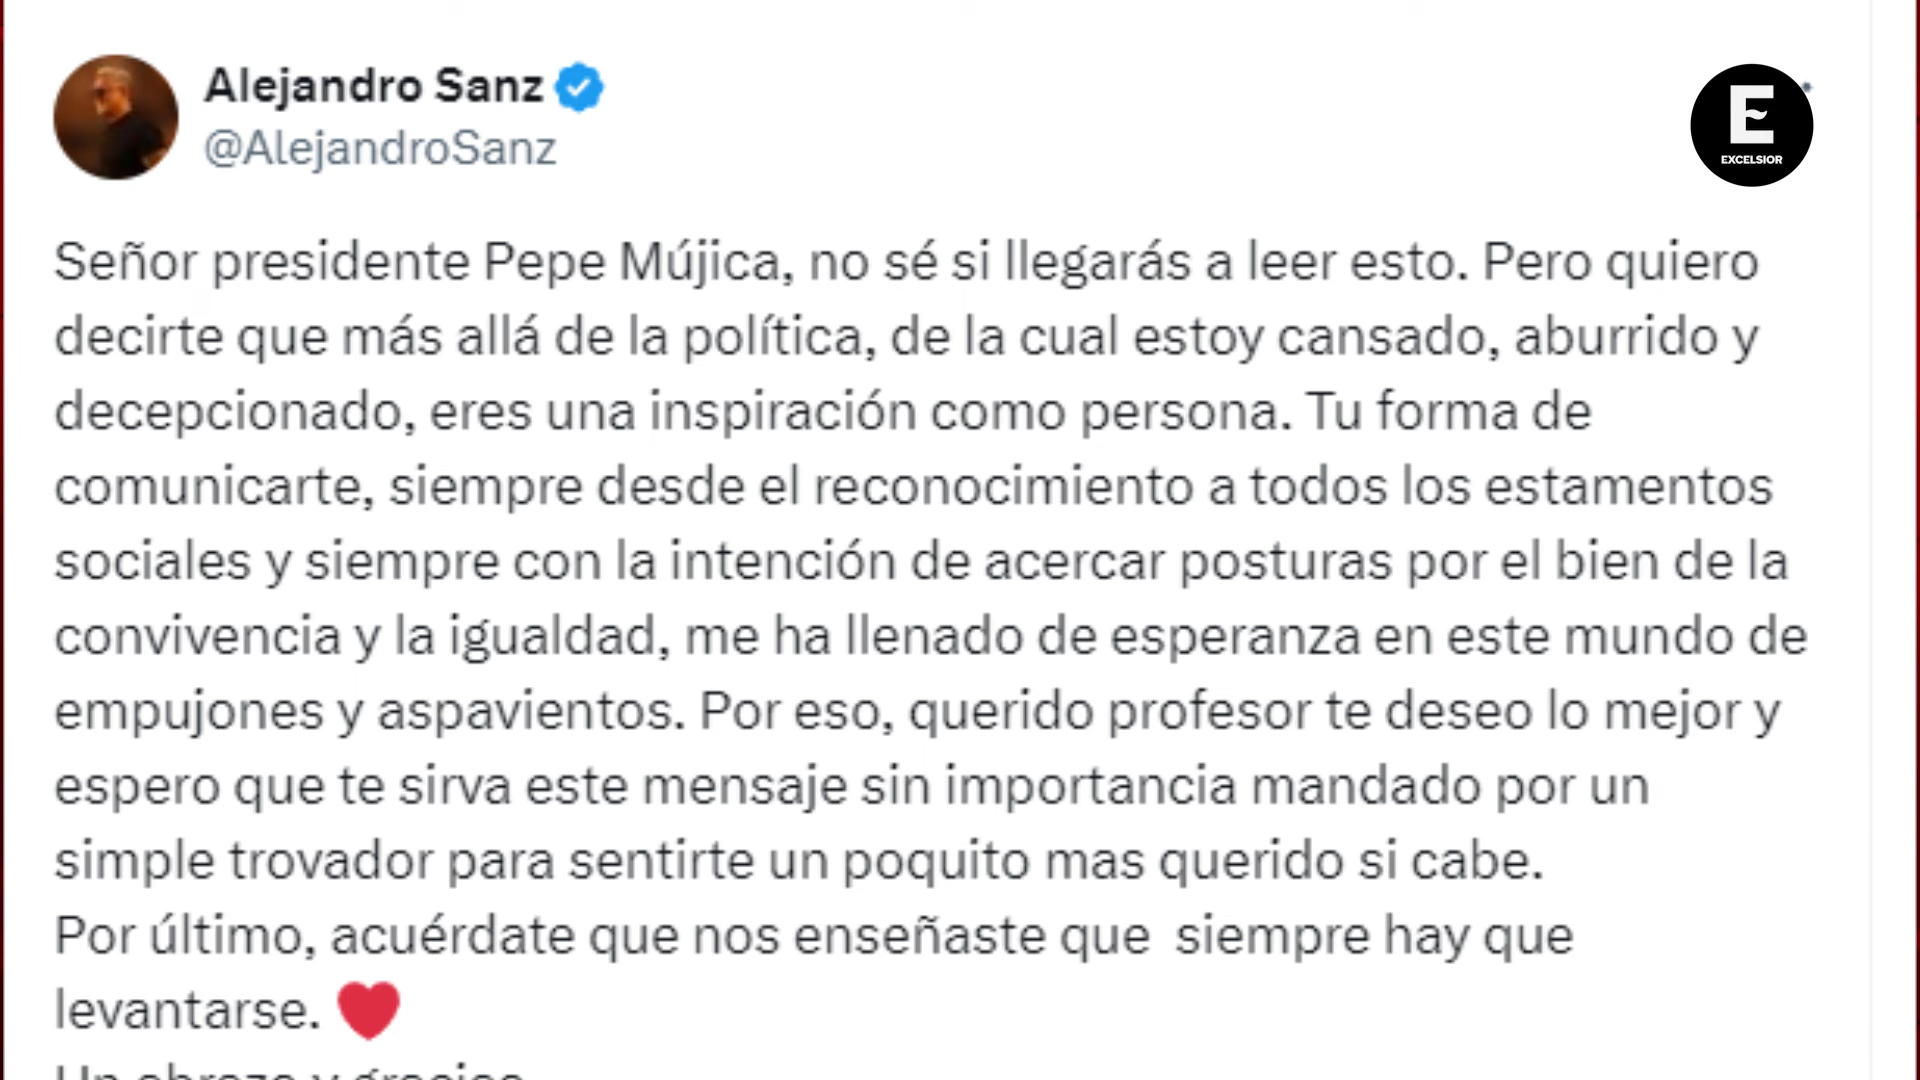 Alejandro Sanz
@AlejandroSanz
E
EXCELSIOR
Señor presidente Pepe Mújica, no sé si llegarás a leer esto. Pero quiero
decirte que más allá de la política, de la cual estoy cansado, aburrido y
decepcionado, eres una inspiración como persona. Tu forma de
comunicarte, siempre desde el reconocimiento a todos los estamentos
sociales y siempre con la intención de acercar posturas por el bien de la
convivencia y la igualdad, me ha llenado de esperanza en este mundo de
empujones y aspavientos. Por eso, querido profesor te deseo lo mejor y
espero que te sirva este mensaje sin importancia mandado por un
simple trovador para sentirte un poquito mas querido si cabe.
Por último, acuérdate que nos enseñaste que  siempre hay que
levantarse. ❤️
Un abrazo y gracias